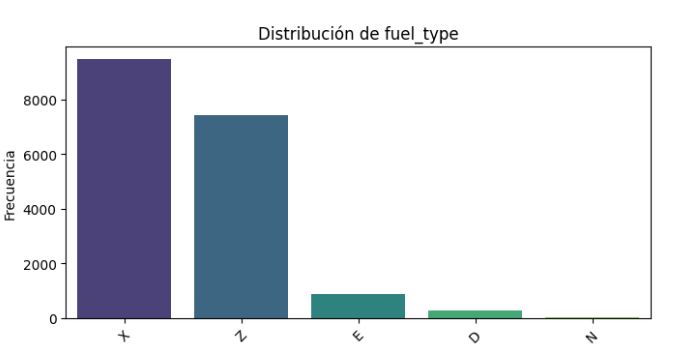 Distribución de fuel_type
Frecuencia
8000
6000
4000
2000
0
X Z E D N